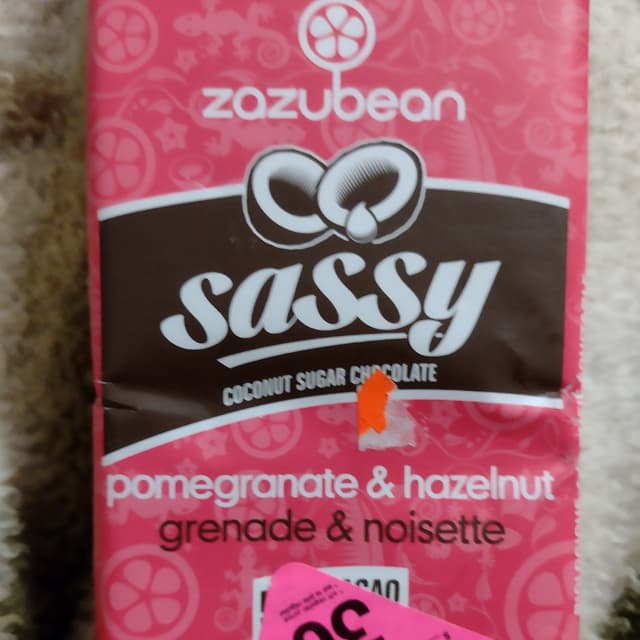 zazubean
sassy
COCONUT SUGAR CHOCOLATE
pomegranate & hazelnut
grenade & noisette